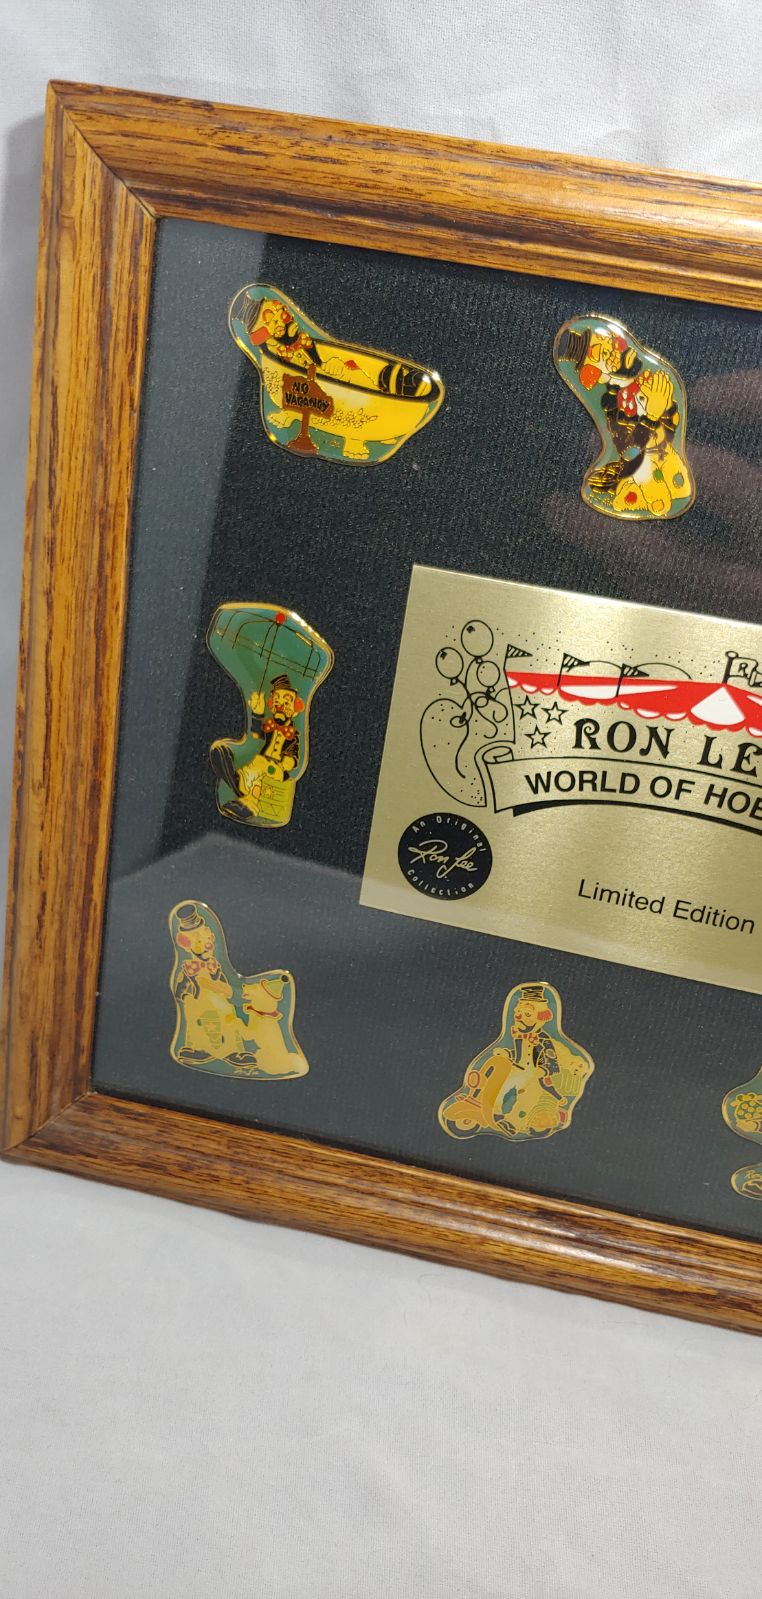 NO
VACANCY
RON LE
WORLD OF HOB
An Original
Ron Lee
Collection
Limited Edition